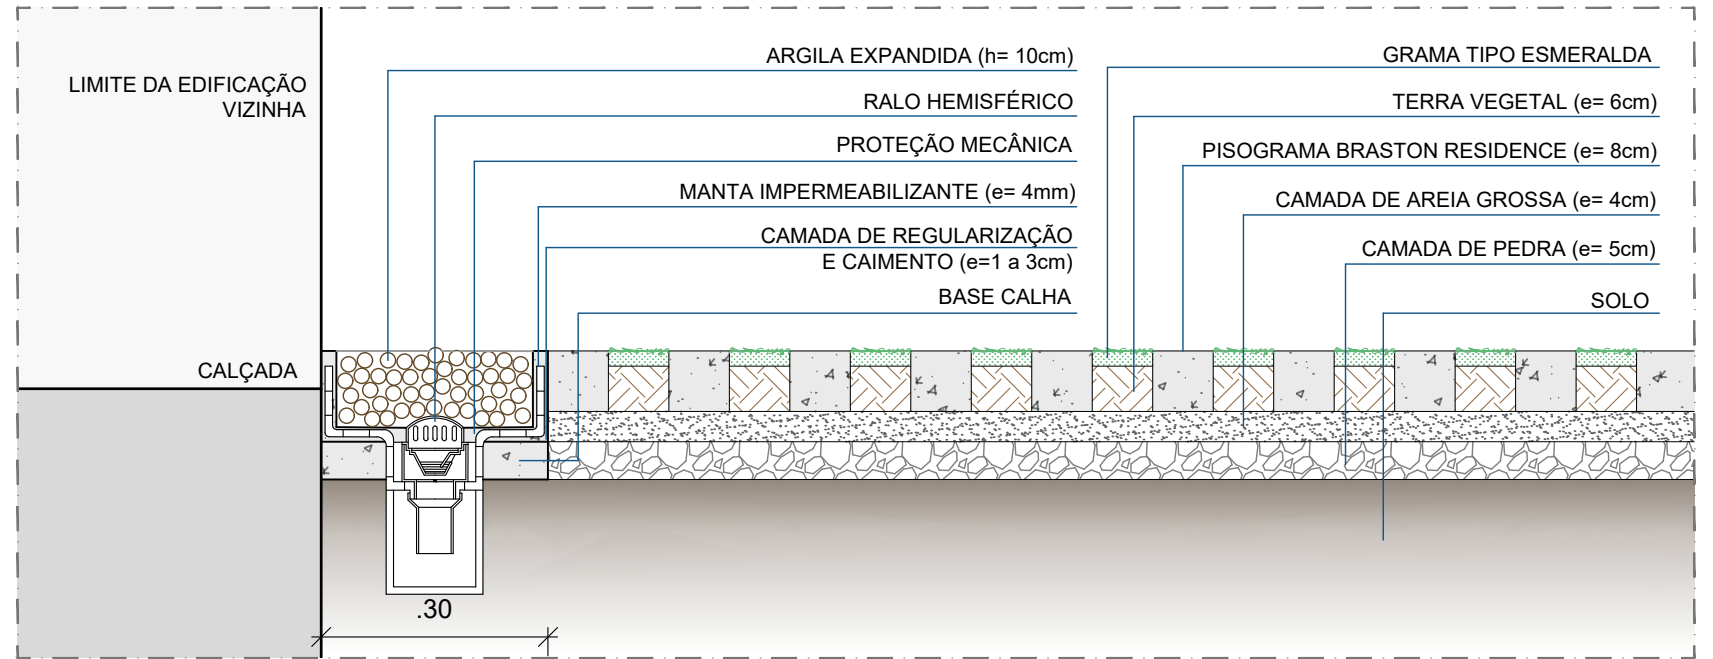 LIMITE DA EDIFICAÇÃO
VIZINHA
CALÇADA
ARGILA EXPANDIDA (h= 10cm)
RALO HEMISFÉRICO
PROTEÇÃO MECÂNICA
MANTA IMPERMEABILIZANTE (e= 4mm)
CAMADA DE REGULARIZAÇÃO
E CAIMENTO (e=1 a 3cm)
BASE CALHA
GRAMA TIPO ESMERALDA
TERRA VEGETAL (e= 6cm)
PISOGRAMA BRASTON RESIDENCE (e= 8cm)
CAMADA DE AREIA GROSSA (e= 4cm)
CAMADA DE PEDRA (e= 5cm)
SOLO
.30